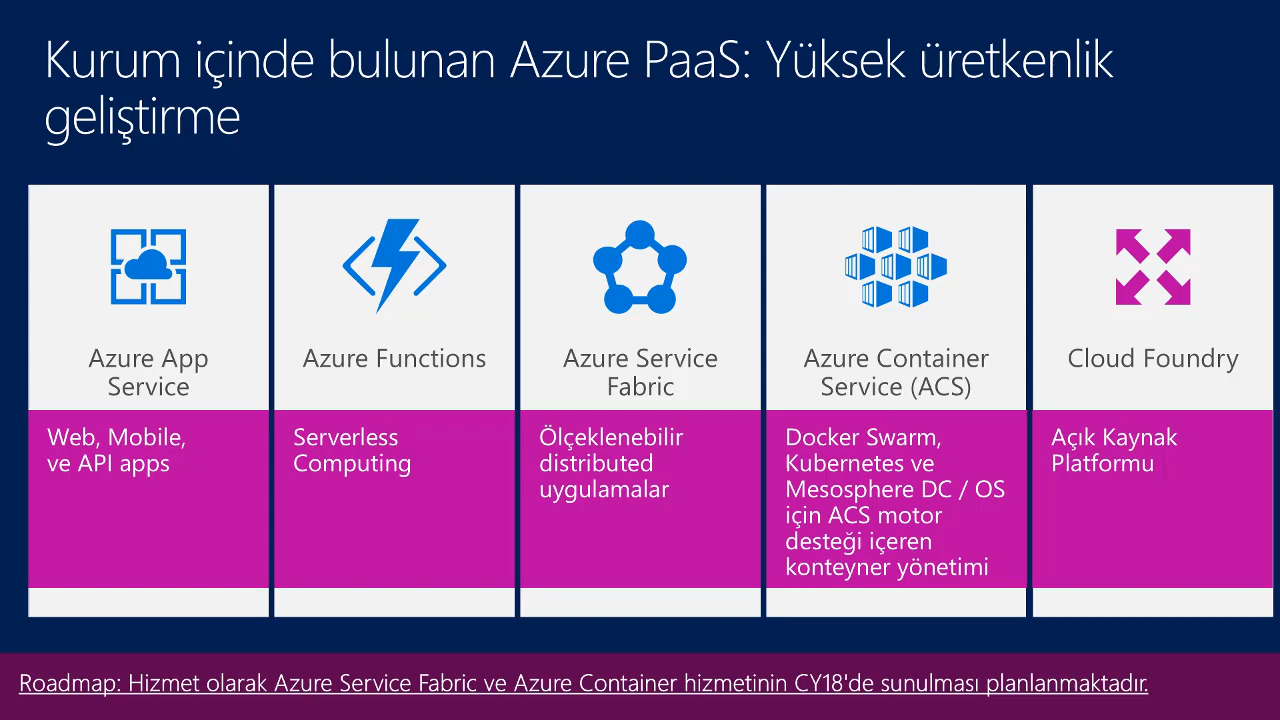 Kurum içinde bulunan Azure PaaS: Yüksek üretkenlik
geliştirme
Azure App
Service
Web, Mobile,
ve API apps
Azure Functions
Serverless
Computing
Azure Service
Fabric
Ölçeklenebilir
distributed
uygulamalar
Azure Container
Service (ACS)
Docker Swarm,
Kubernetes ve
Mesosphere DC / OS
için ACS motor
desteği içeren
konteyner yönetimi
Cloud Foundry
Açık Kaynak
Platformu
Roadmap: Hizmet olarak Azure Service Fabric ve Azure Container hizmetinin CY18'de sunulması planlanmaktadır.